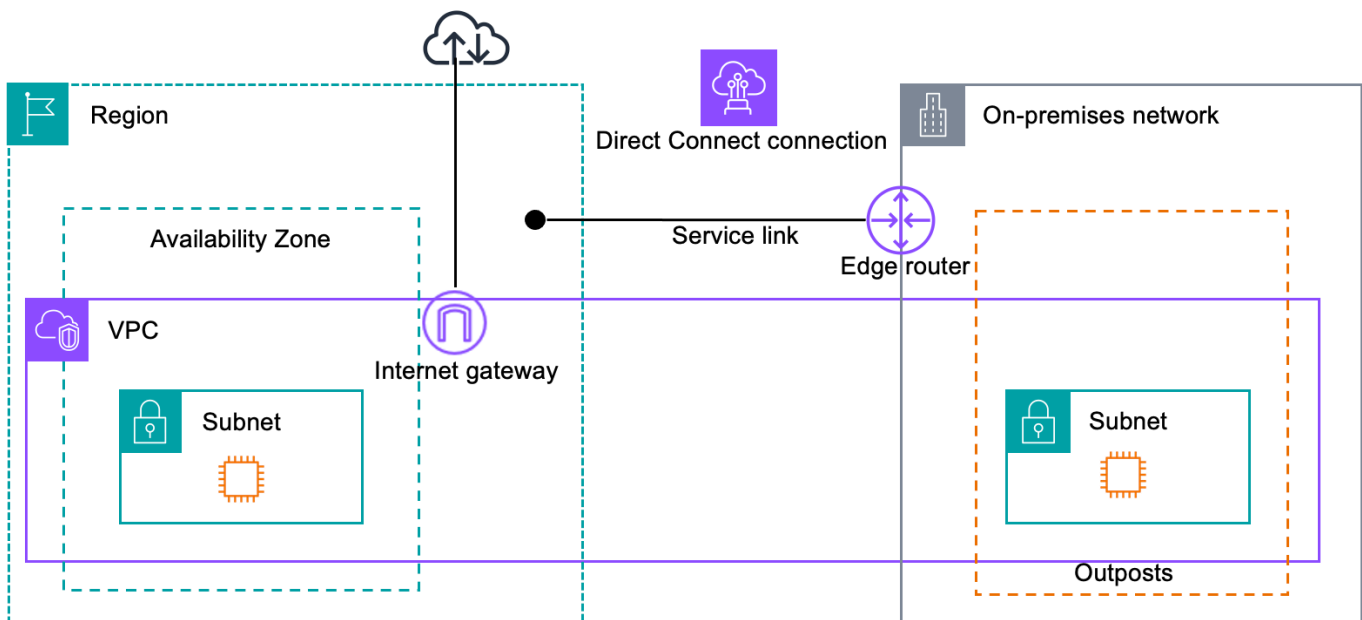 Region
Direct Connect connection
On-premises network
Availability Zone
Service link
Edge router
VPC
Internet gateway
Subnet
Subnet
Outposts